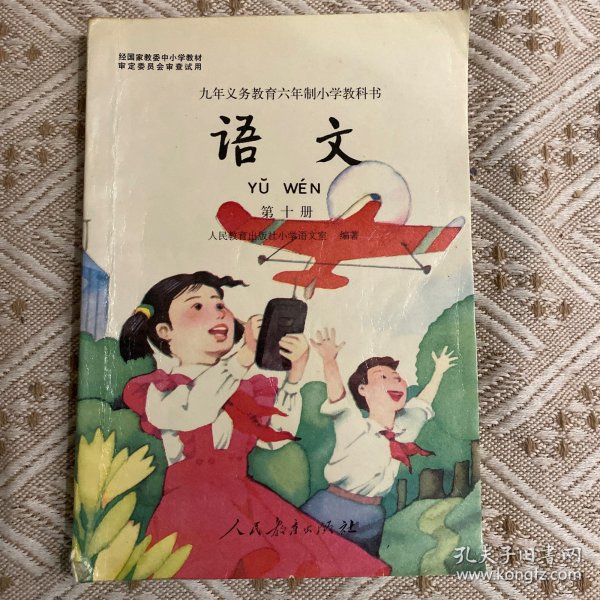 经国家教委中小学教材
审定委员会审查试用
九年义务教育六年制小学教科书
语文
YǓ WÉN
第十册
人民教育出版社小学语文室 编著
人民教育出版社
孔夫子旧书网
www.kongfz.com